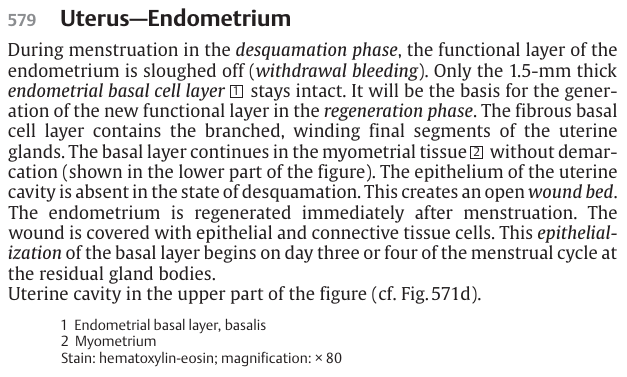 579 Uterus—Endometrium
During menstruation in the desquamation phase, the functional layer of the
endometrium is sloughed off (withdrawal bleeding). Only the 1.5-mm thick
endometrial basal cell layer 1 stays intact. It will be the basis for the gener-
ation of the new functional layer in the regeneration phase. The fibrous basal
cell layer contains the branched, winding final segments of the uterine
glands. The basal layer continues in the myometrial tissue 2 without demar-
cation (shown in the lower part of the figure). The epithelium of the uterine
cavity is absent in the state of desquamation. This creates an open wound bed.
The endometrium is regenerated immediately after menstruation. The
wound is covered with epithelial and connective tissue cells. This epithelial-
ization of the basal layer begins on day three or four of the menstrual cycle at
the residual gland bodies.
Uterine cavity in the upper part of the figure (cf. Fig. 571d).
1 Endometrial basal layer, basalis
2 Myometrium
Stain: hematoxylin-eosin; magnification: × 80